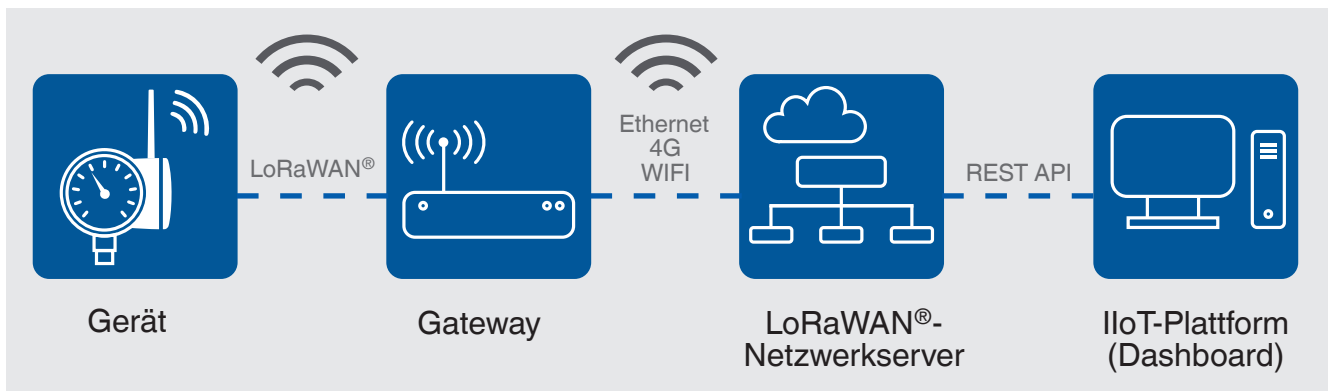 LoRaWAN®
Ethernet
4G
WIFI
REST API
Gerät
Gateway
LoRaWAN®-
Netzwerkserver
IIoT-Plattform
(Dashboard)